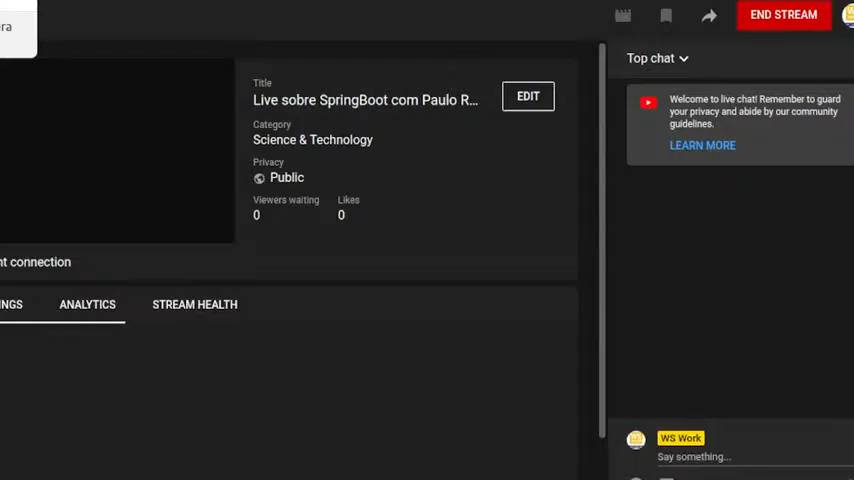 era
END STREAM
Title
Live sobre SpringBoot com Paulo R...
EDIT
Category
Science & Technology
Privacy
Public
Viewers waiting
Likes
0
0
nt connection
INGS
ANALYTICS
STREAM HEALTH
Top chat
Welcome to live chat! Remember to guard
your privacy and abide by our community
guidelines.
LEARN MORE
WS Work
Say something...